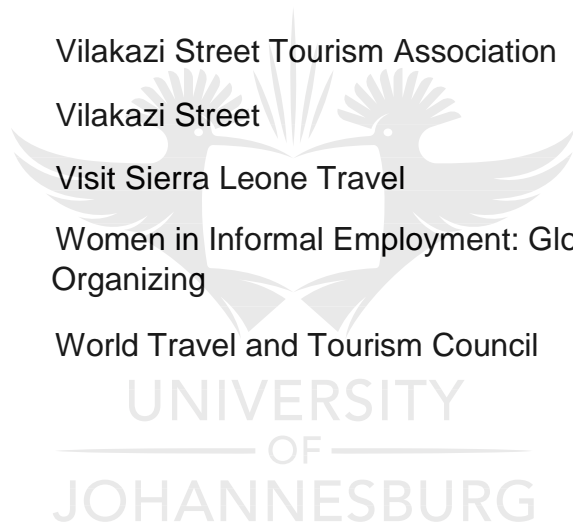 Vilakazi Street Tourism Association
Vilakazi Street
Visit Sierra Leone Travel
Women in Informal Employment: Glo
Organizing
World Travel and Tourism Council
UNIVERSITY
OF
JOHANNESBURG